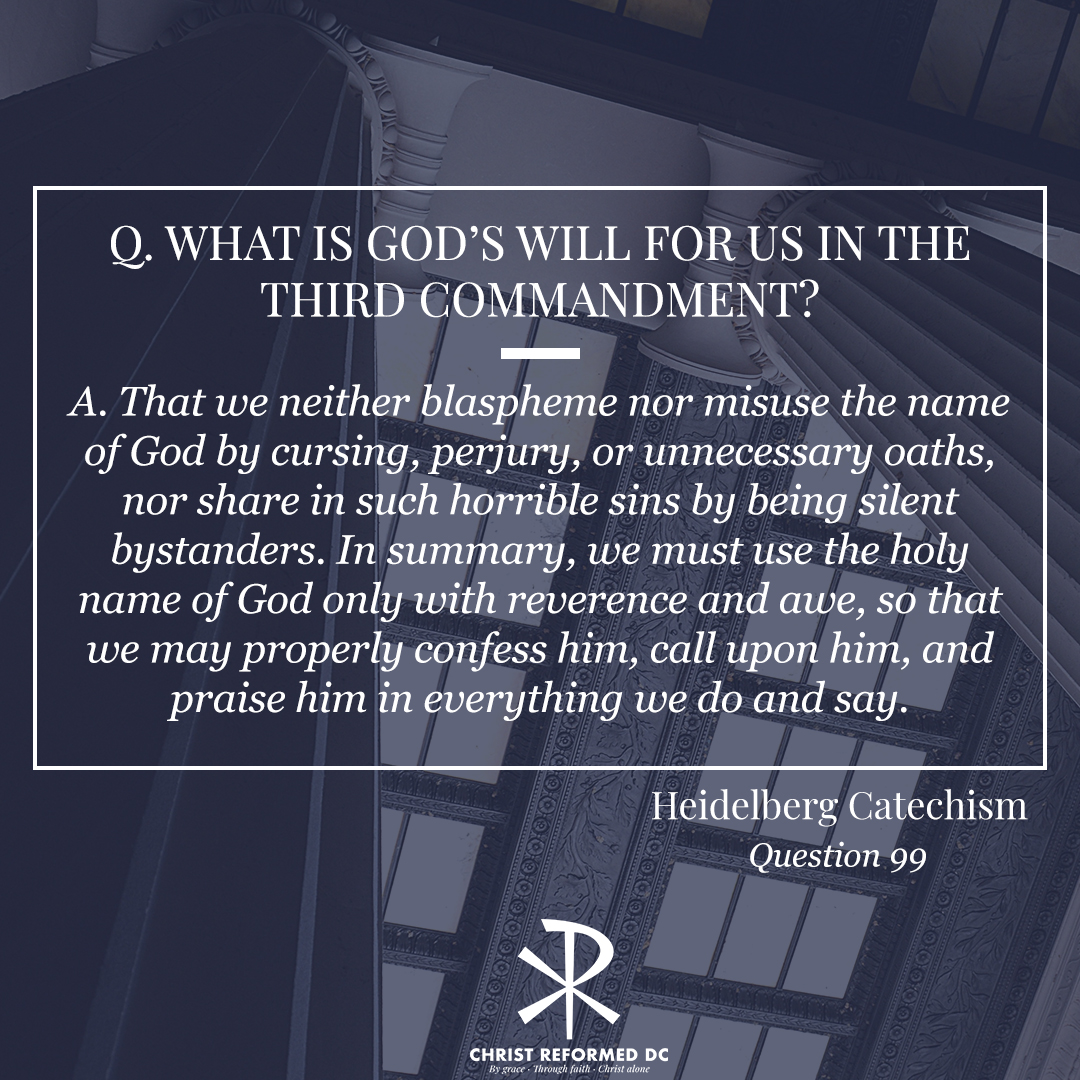 Q. WHAT IS GOD’S WILL FOR US IN THE
THIRD COMMANDMENT?
A. That we neither blaspheme nor misuse the name
of God by cursing, perjury, or unnecessary oaths,
nor share in such horrible sins by being silent
bystanders. In summary, we must use the holy
name of God only with reverence and awe, so that
we may properly confess him, call upon him, and
praise him in everything we do and say.
Heidelberg Catechism
Question 99
CHRIST REFORMED DC
By grace · Through faith · Christ alone